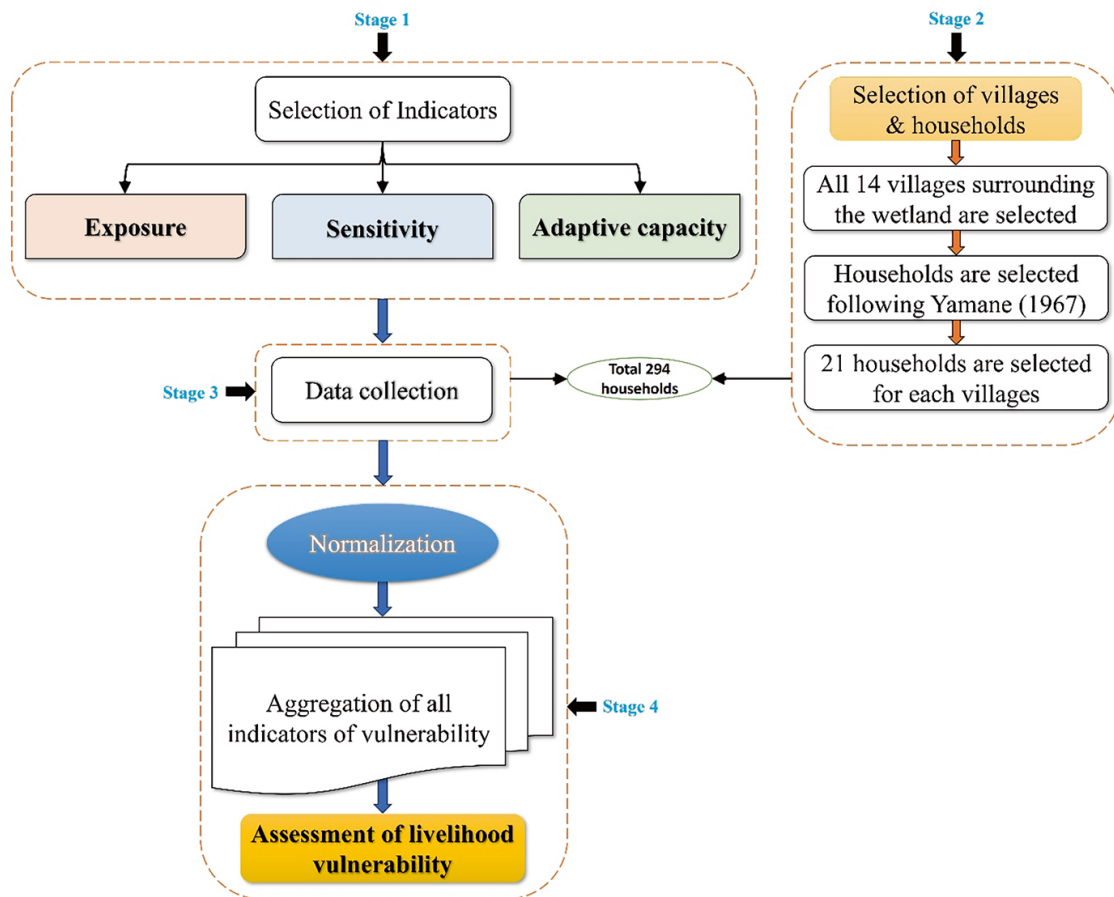 Stage 1
Selection of Indicators
Exposure
Sensitivity
Adaptive capacity
Stage 2
Selection of villages
& households
All 14 villages surrounding
the wetland are selected
Households are selected
following Yamane (1967)
21 households are selected
for each villages
Stage 3
Data collection
Total 294
households
Normalization
Aggregation of all
indicators of vulnerability
Stage 4
Assessment of livelihood
vulnerability